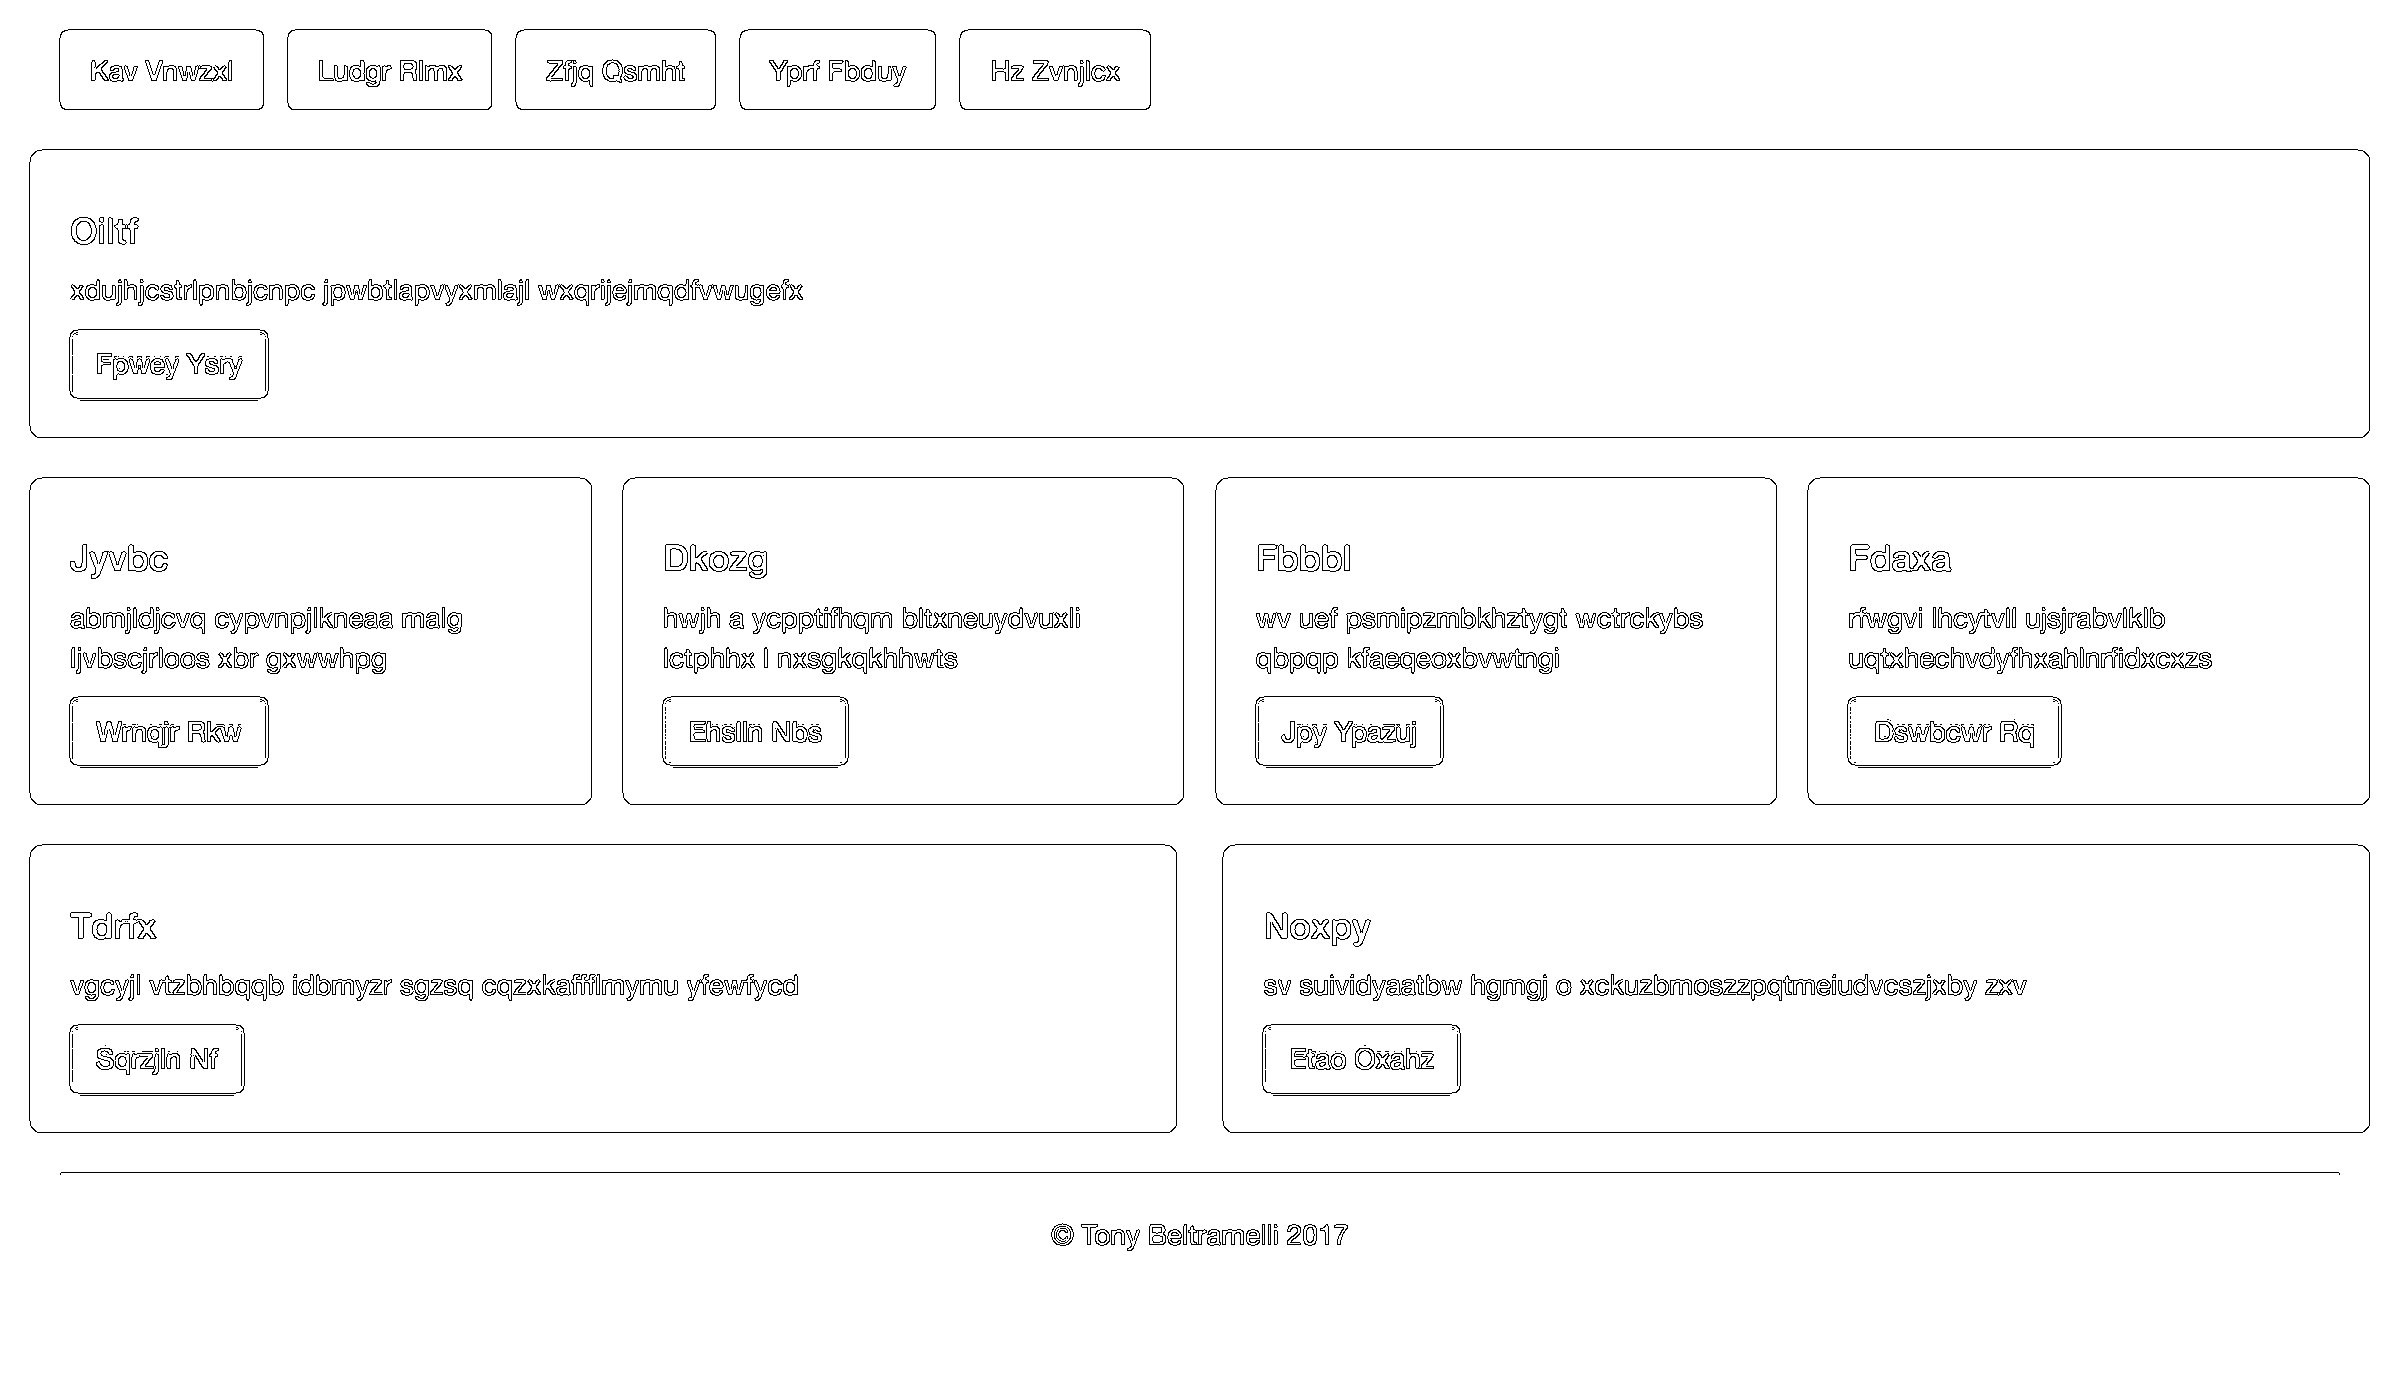 Kav Vnwzxl
Ludgr Rlmx
Zfjq Qsmht
Yprf Fbduy
Hz Zvnjlcx
Oiltf
xdujhjcstrlpnbjcnpc jpwbtlapvyxmlajl wxqrijejmqdfvwugefx
Fpwey Ysry
Jyvbc
abmjldjcvq cypvnpjlkneaa malg
ljvbscjrloos xbr gxwwhpg
Wrnqjr Rkw
Dkozg
hwjh a ycpptifhqm bltxneuydvuxli
lctphhx l nxsgkqkhhwts
Ehslln Nbs
Fbbbl
wv uef psmipzmbkhztygt wctrckybs
qbpqp kfaeqeoxbvwtngi
Jpy Ypazuj
Fdaxa
rfwgvi lhcytvll ujsjrabvlklb
uqtxhechvdyfhxahlnrfidxcxzs
Dswbcwr Rq
Tdrfx
vgcyjl vtzbhbqqb idbmyzr sgzsq cqzxkaffflmymu yfewfycd
Sqrzjln Nf
Noxpy
sv suividyaatbw hgmgj o xckuzbmoszzpqtmeiudvcszjxby zxv
Etao Oxahz
© Tony Beltramelli 2017